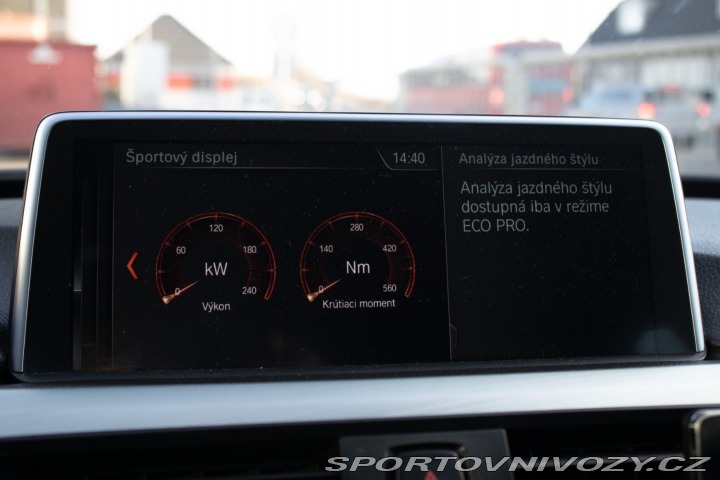 Športový displej
14:40
Analýza jazdného štýlu
Analýza jazdného štýlu
dostupná iba v režime
ECO PRO.
120
60 180
kW
0 240
Výkon
280
140 420
Nm
0 560
Krútiaci moment
SPORTOVNIVOZY.CZ